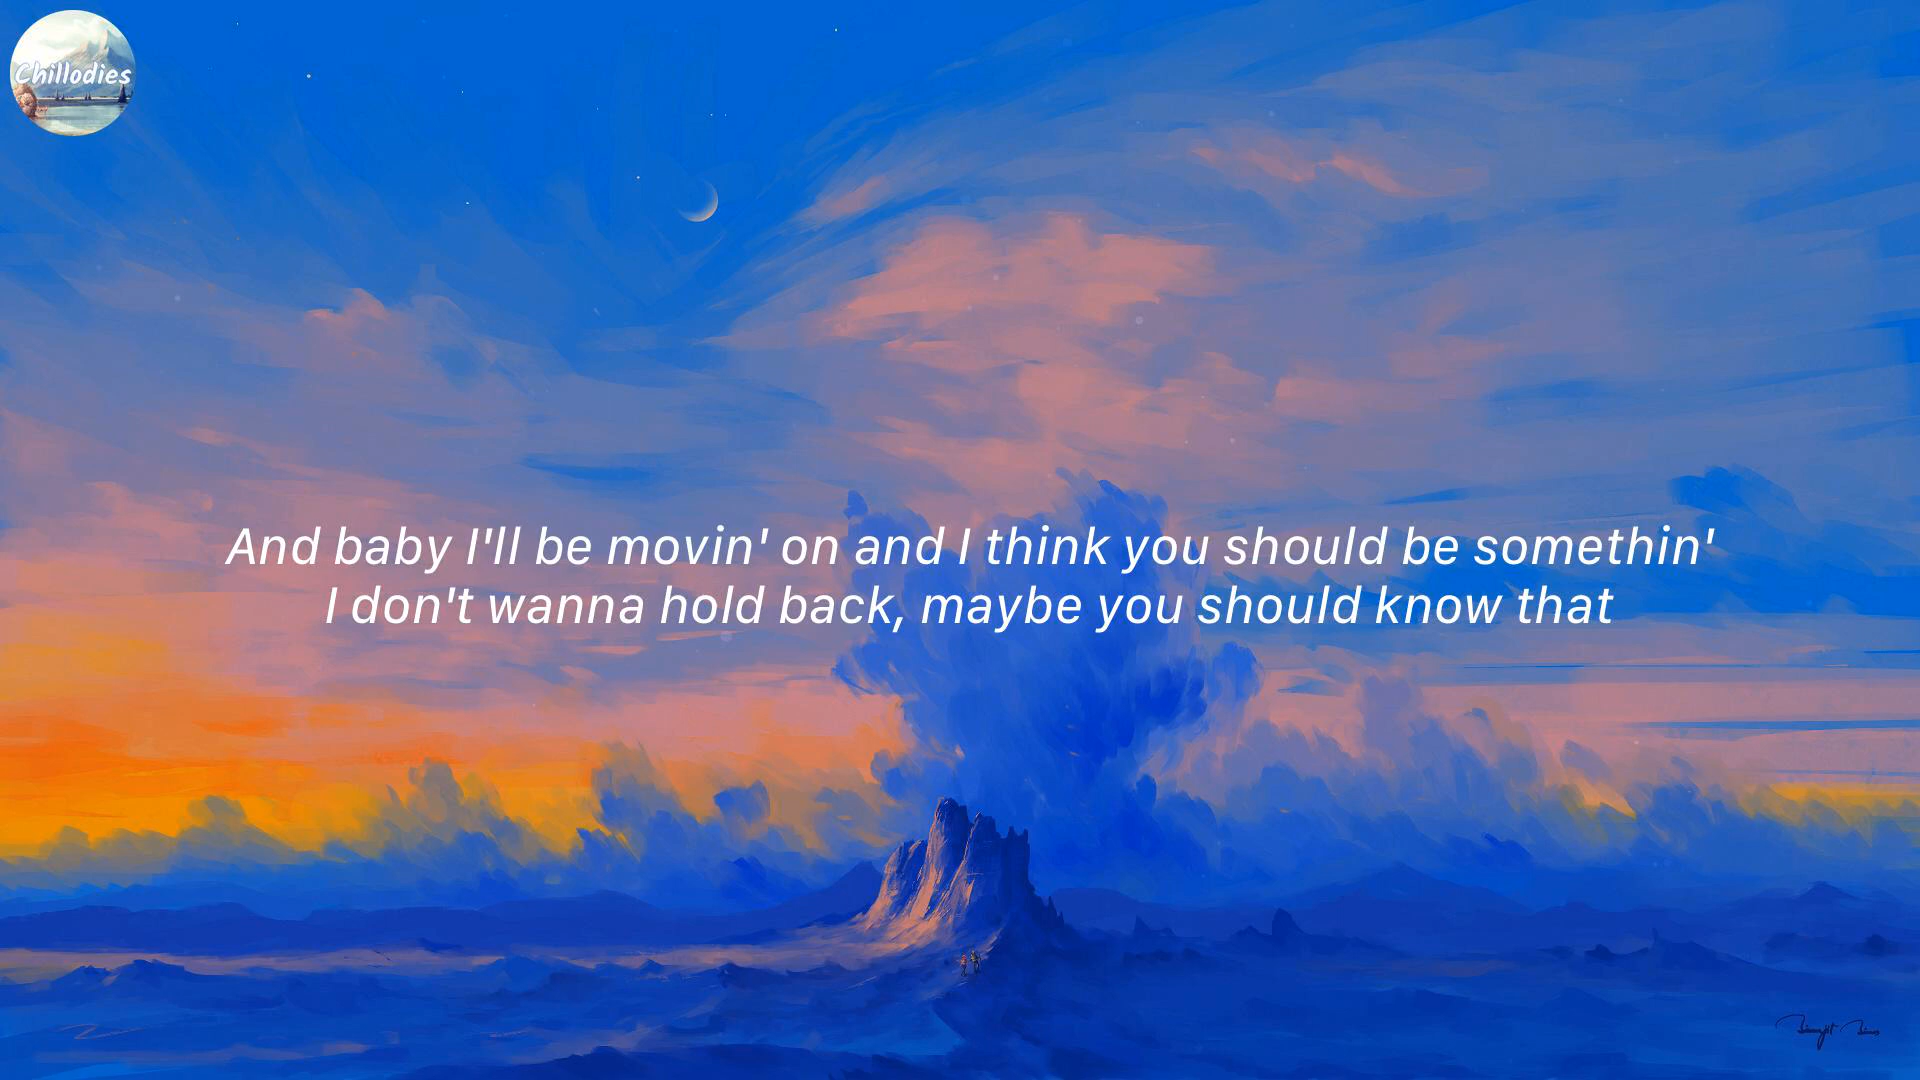 Chillodies
And baby I'll be movin' on and I think you should be somethin'
I don't wanna hold back, maybe you should know that